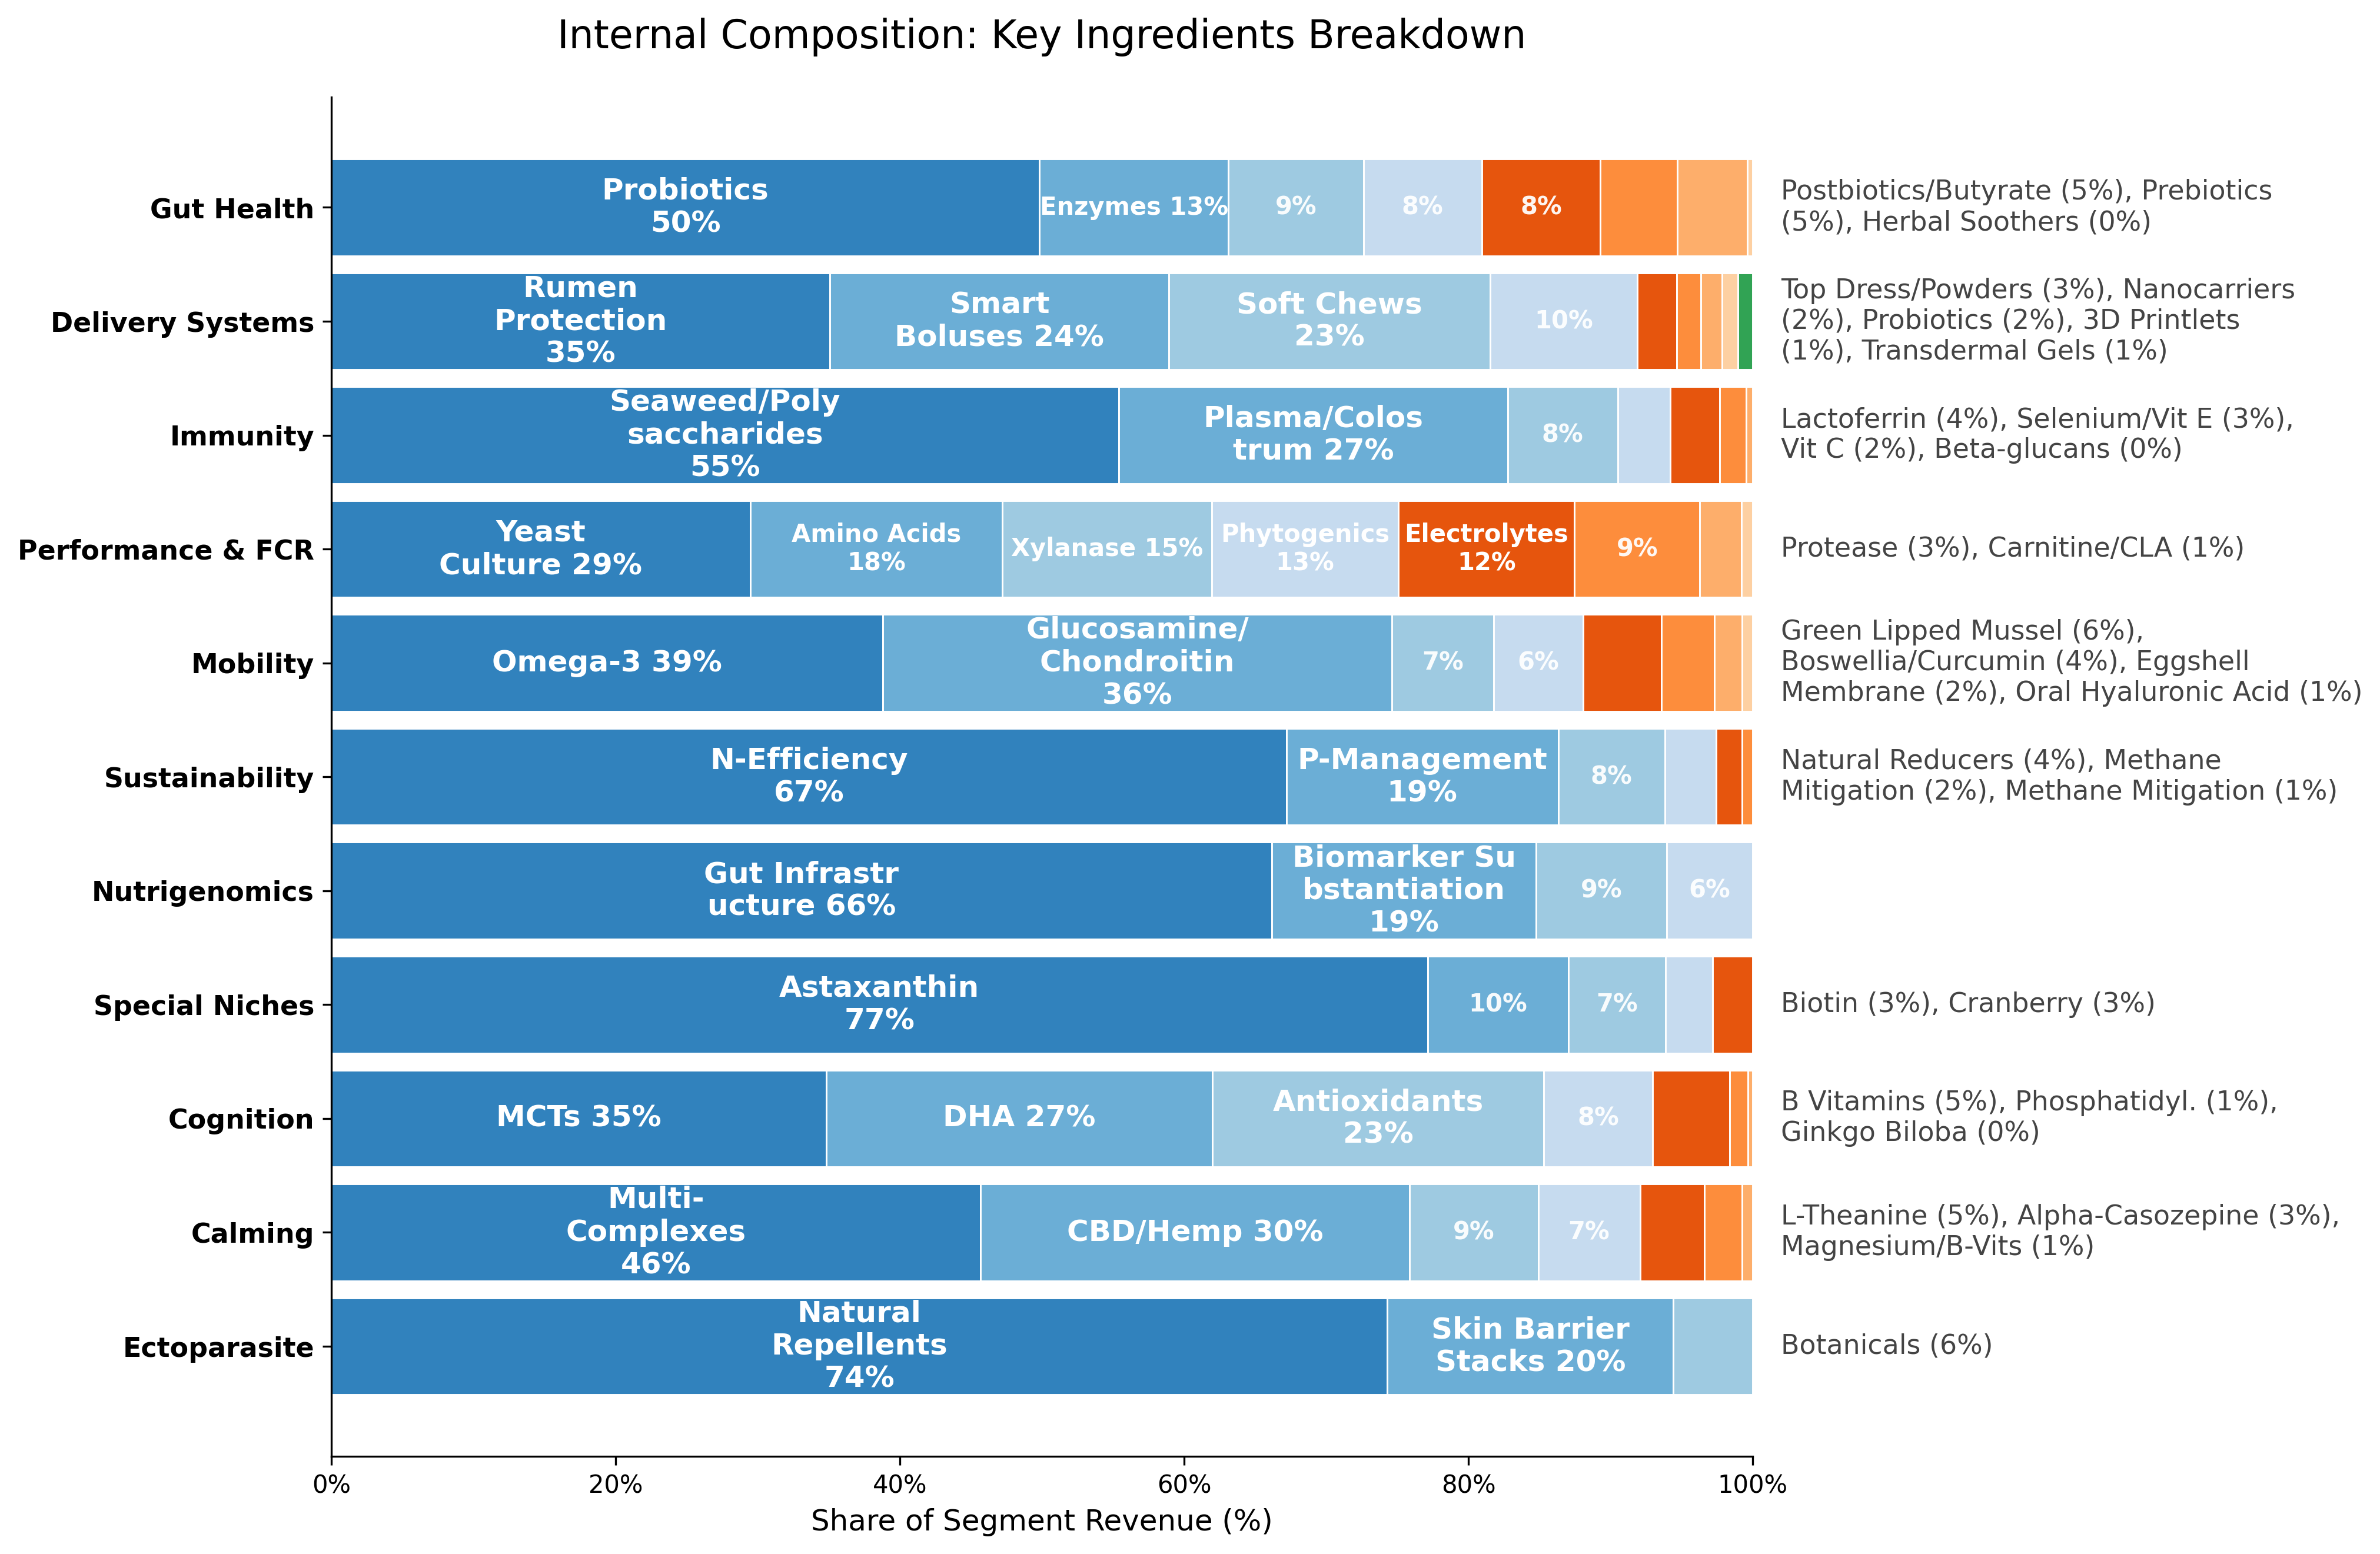 Internal Composition: Key Ingredients Breakdown
Gut Health
Probiotics
50%
Enzymes 13%
9%
8%
8%
Postbiotics/Butyrate (5%), Prebiotics
(5%), Herbal Soothers (0%)
Delivery Systems
Rumen
Protection
35%
Smart
Boluses 24%
Soft Chews
23%
10%
Top Dress/Powders (3%), Nanocarriers
(2%), Probiotics (2%), 3D Printlets
(1%), Transdermal Gels (1%)
Immunity
Seaweed/Poly
saccharides
55%
Plasma/Colos
trum 27%
8%
Lactoferrin (4%), Selenium/Vit E (3%),
Vit C (2%), Beta-glucans (0%)
Performance & FCR
Yeast
Culture 29%
Amino Acids
18%
Xylanase 15%
Phytogenics
13%
Electrolytes
12%
9%
Protease (3%), Carnitine/CLA (1%)
Mobility
Omega-3 39%
Glucosamine/
Chondroitin
36%
7%
6%
Green Lipped Mussel (6%),
Boswellia/Curcumin (4%), Eggshell
Membrane (2%), Oral Hyaluronic Acid (1%)
Sustainability
N-Efficiency
67%
P-Management
19%
8%
Natural Reducers (4%), Methane
Mitigation (2%), Methane Mitigation (1%)
Nutrigenomics
Gut Infrastr
ucture 66%
Biomarker Su
bstantiation
19%
9%
6%
Special Niches
Astaxanthin
77%
10%
7%
Biotin (3%), Cranberry (3%)
Cognition
MCTs 35%
DHA 27%
Antioxidants
23%
8%
B Vitamins (5%), Phosphatidyl. (1%),
Ginkgo Biloba (0%)
Calming
Multi-
Complexes
46%
CBD/Hemp 30%
9%
7%
L-Theanine (5%), Alpha-Casozepine (3%),
Magnesium/B-Vits (1%)
Ectoparasite
Natural
Repellents
74%
Skin Barrier
Stacks 20%
Botanicals (6%)
0%
20%
40%
60%
80%
100%
Share of Segment Revenue (%)